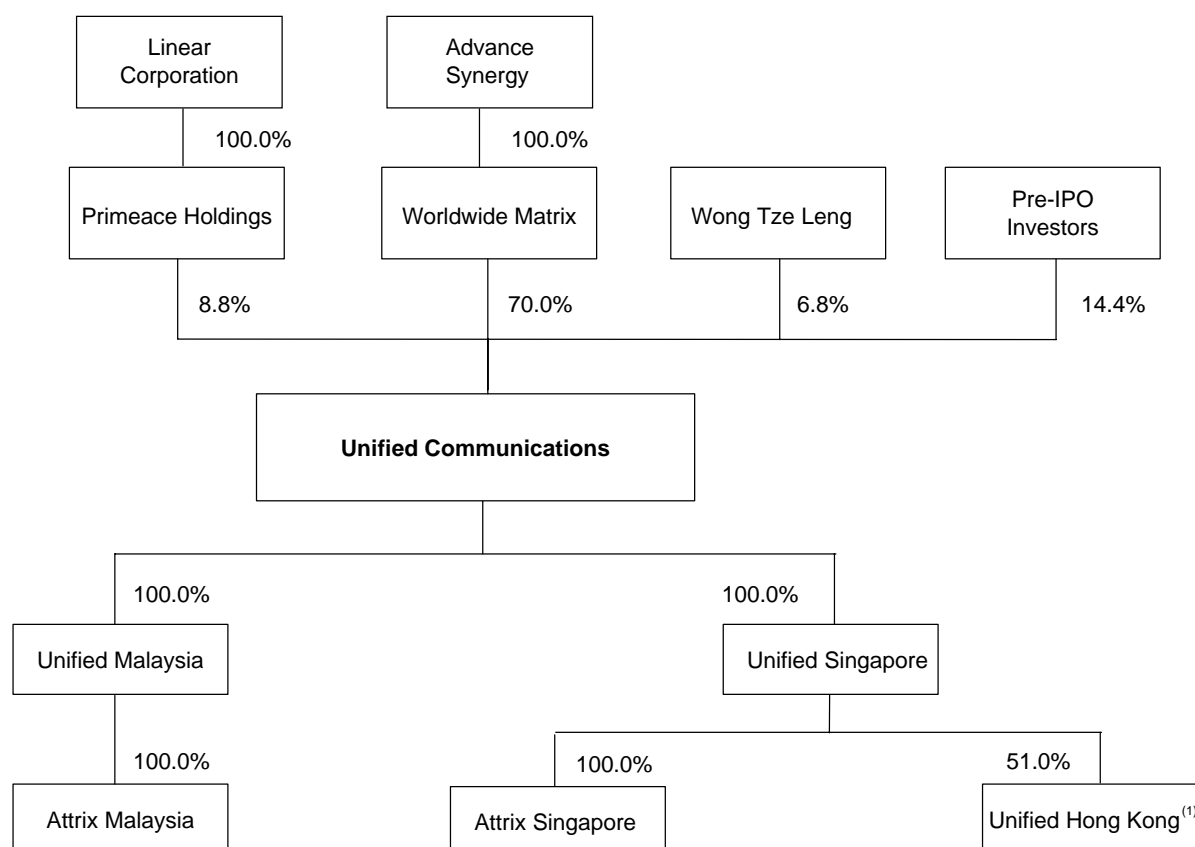 Linear
Corporation
Advance
Synergy
100.0%
100.0%
Primeace Holdings
Worldwide Matrix
Wong Tze Leng
Pre-IPO
Investors
8.8%
70.0%
6.8%
14.4%
Unified Communications
100.0%
100.0%
Unified Malaysia
Unified Singapore
100.0%
100.0%
51.0%
Attrix Malaysia
Attrix Singapore
Unified Hong Kong(1)